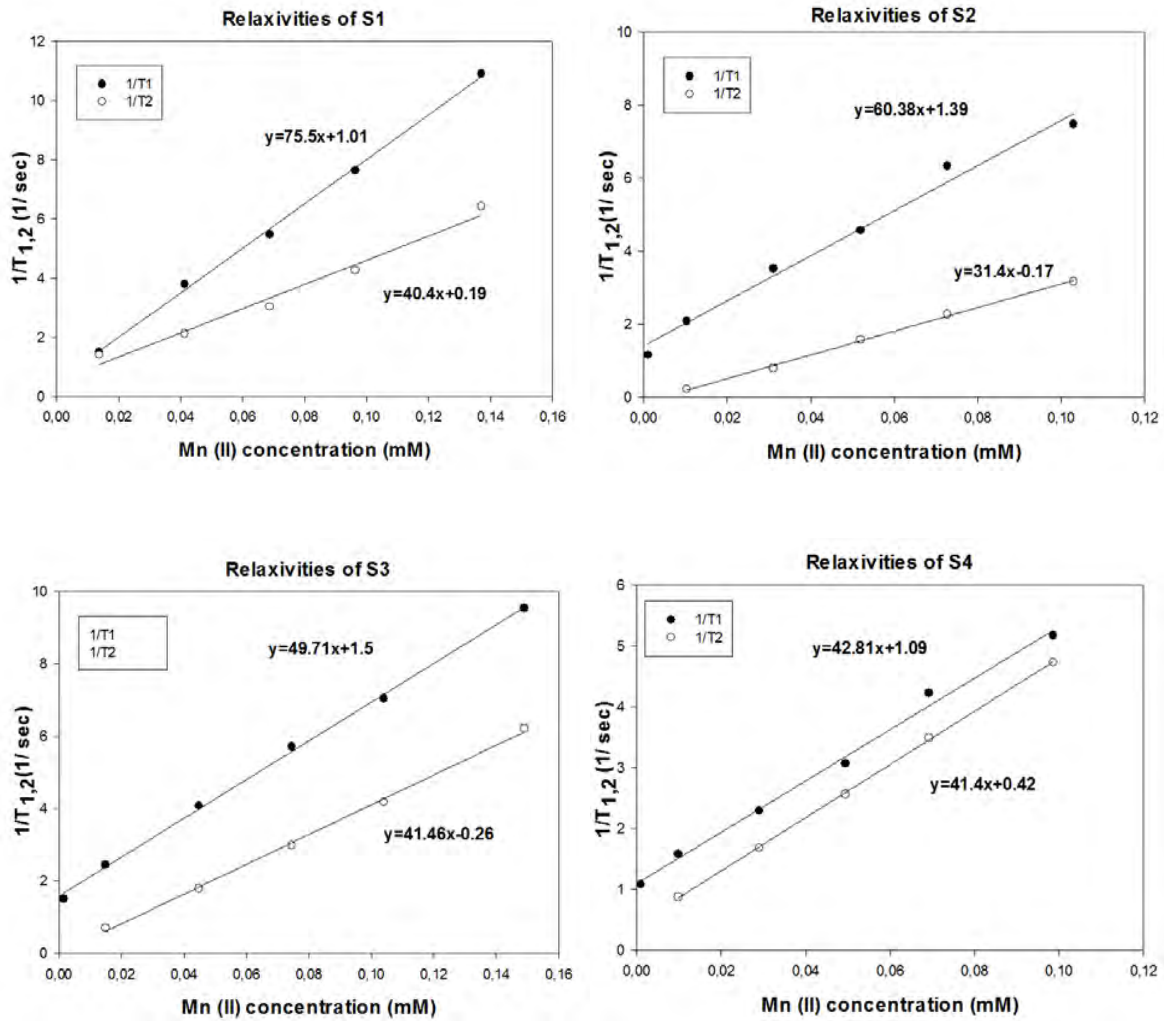 Relaxivities of S1
12
10
8
6
4
2
0
1/T1
1/T2
y=75.5x+1.01
y=40.4x+0.19
1/T1,2 (1/ sec)
0,00 0,02 0,04 0,06 0,08 0,10 0,12 0,14 0,16
Mn (II) concentration (mM)
Relaxivities of S2
10
8
6
4
2
0
1/T1
1/T2
y=60.38x+1.39
y=31.4x-0.17
1/T1,2 (1/ sec)
0,00 0,02 0,04 0,06 0,08 0,10 0,12
Mn (II) concentration (mM)
Relaxivities of S3
10
8
6
4
2
0
1/T1
1/T2
y=49.71x+1.5
y=41.46x-0.26
1/T1,2 (1/ sec)
0,00 0,02 0,04 0,06 0,08 0,10 0,12 0,14 0,16
Mn (II) concentration (mM)
Relaxivities of S4
6
5
4
3
2
1
0
1/T1
1/T2
y=42.81x+1.09
y=41.4x+0.42
1/T1,2 (1/ sec)
0,00 0,02 0,04 0,06 0,08 0,10 0,12
Mn (II) concentration (mM)